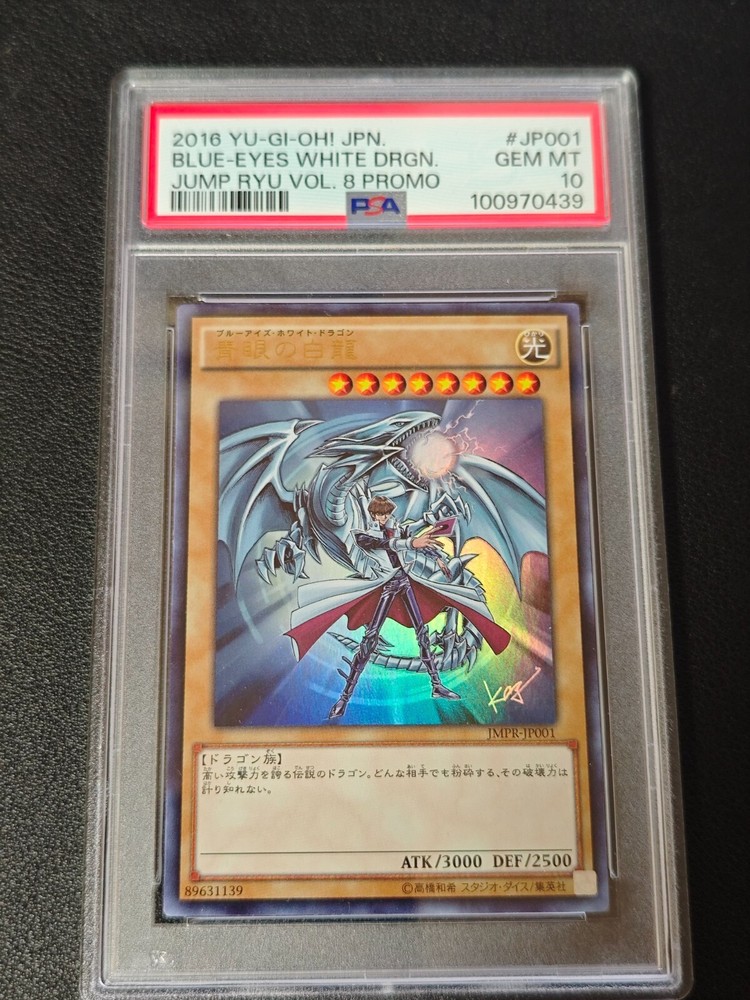 2016 YU-GI-OH! JPN. #JP001
BLUE-EYES WHITE DRGN. GEM MT
JUMP RYU VOL. 8 PROMO 10
PSA 100970439
ブルーアイズ・ホワイト・ドラゴン
青眼の白龍
光
Kaz
JMPR-JP001
【ドラゴン族】
高い攻撃力を誇る伝説のドラゴン。どんな相手でも粉砕する、その破壊力は
計り知れない。
ATK/3000 DEF/2500
89631139 ©高橋和希 スタジオ・ダイス/集英社